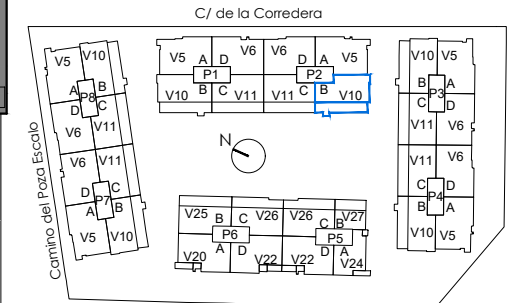 C/ de la Corredera
V5 A D V6 V6 D A V5
P1 P2
V10 B C V11 V11 C B V10
V5 V10
A B
P8
D C
V6 V11
V6 V11
D C
P7
A B
V5 V10
Camino del Poza Escalo
N
V10 V5
B A
P3
C D
V11 V6
V11 V6
C D
P4
B A
V10 V5
V25 B C V26 V26 C B V27
P6 P5
V20 A D V22 V22 D A V24